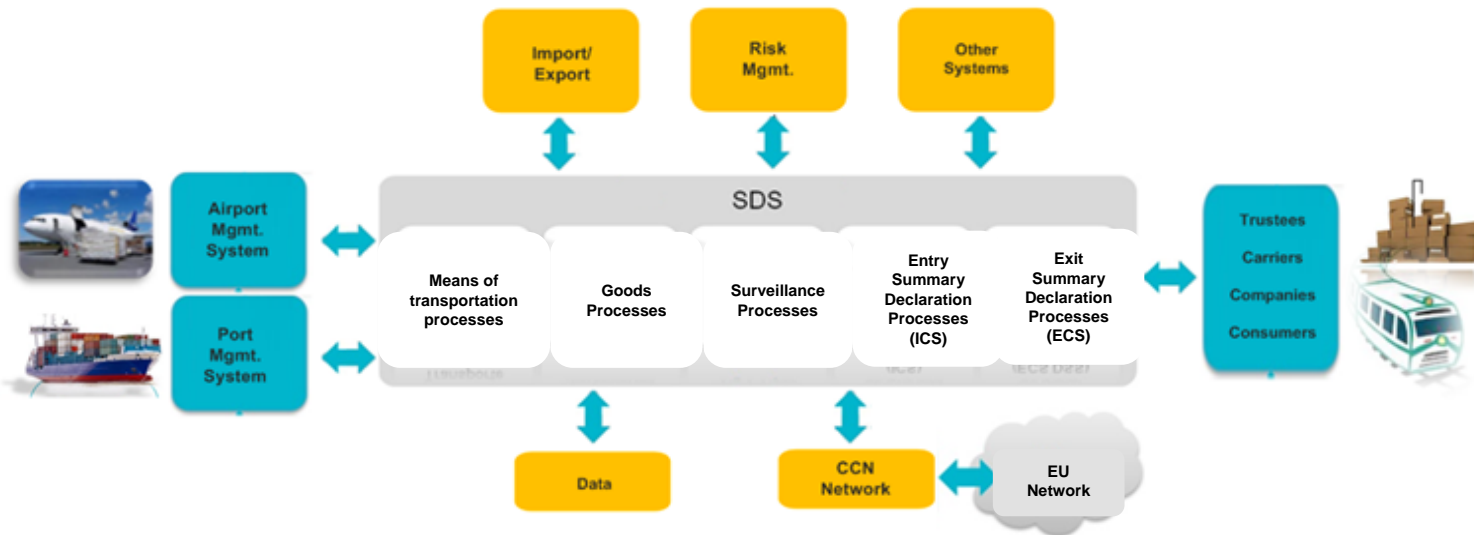 Import/
Export
Risk
Mgmt.
Other
Systems
SDS
Airport
Mgmt.
System
Port
Mgmt.
System
Means of
transportation
processes
Goods
Processes
Surveillance
Processes
Entry
Summary
Declaration
Processes
(ICS)
Exit
Summary
Declaration
Processes
(ECS)
Trustees
Carriers
Companies
Consumers
Data
CCN
Network
EU
Network